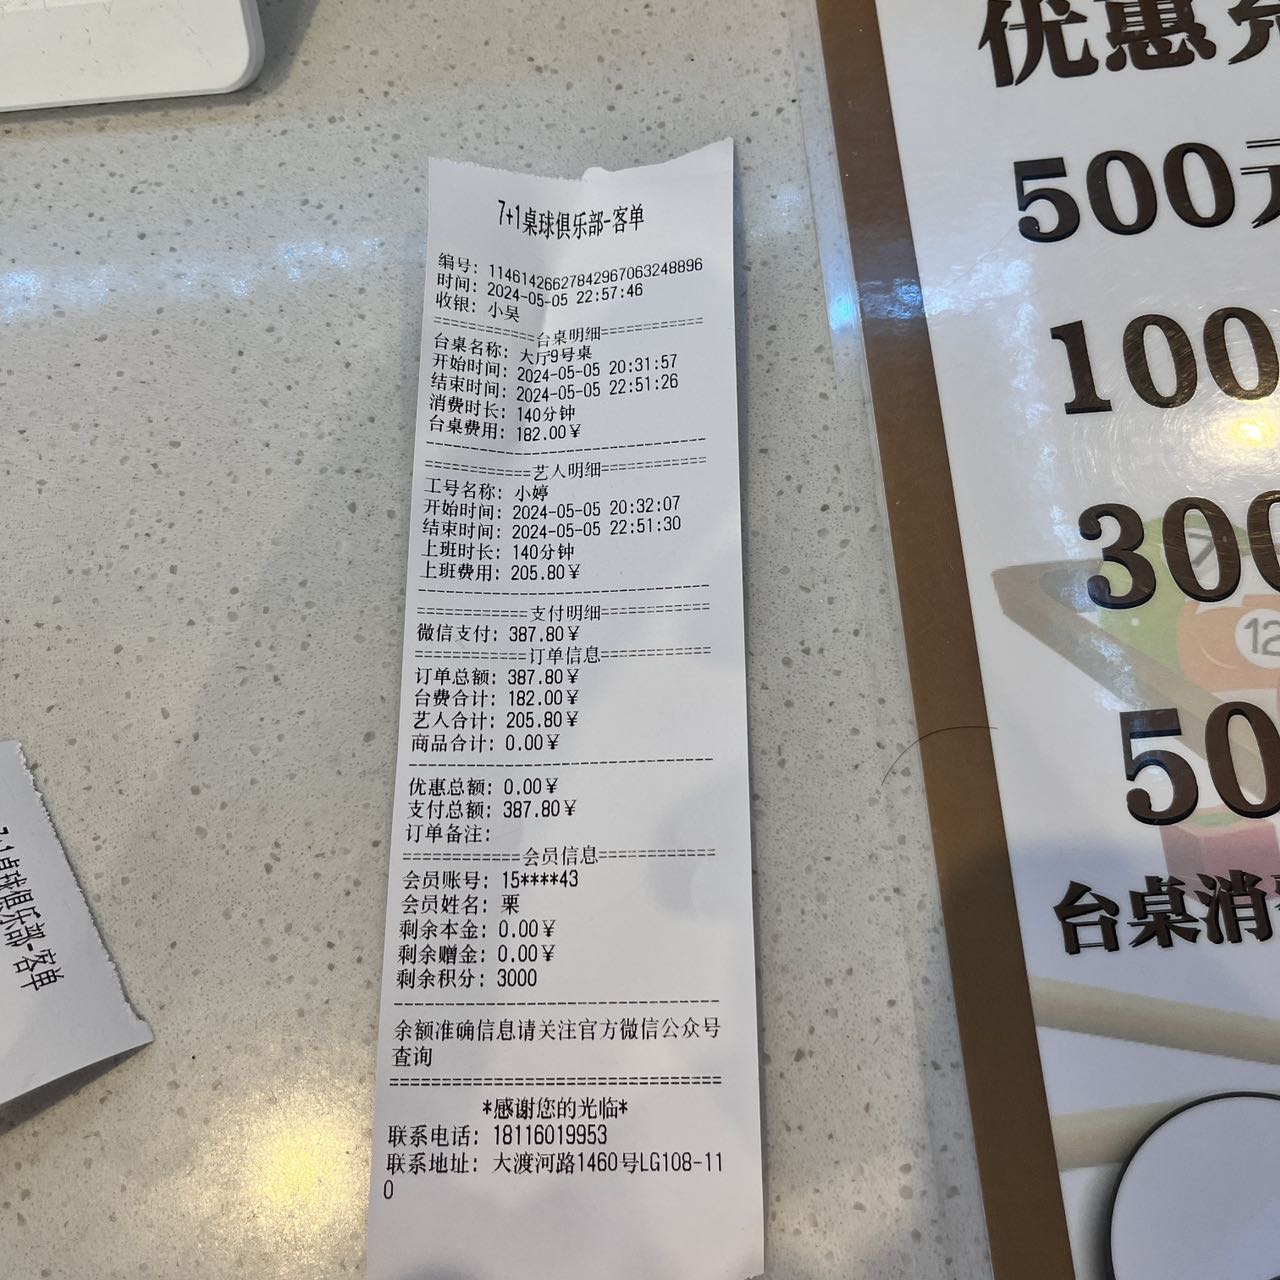 7+1桌球俱乐部-客单
编号: 1146142662784296706324889​6
时间: 2024-05-05 22:57:46
收银: 小吴
============台桌明细============
台桌名称: 大厅9号桌
开始时间: 2024-05-05 20:31:57
结束时间: 2024-05-05 22:51:26
消费时长: 140分钟
台桌费用: 182.00¥
============艺人明细============
工号名称: 小婷
开始时间: 2024-05-05 20:32:07
结束时间: 2024-05-05 22:51:30
上班时长: 140分钟
上班费用: 205.80¥
============支付明细============
微信支付: 387.80¥
============订单信息============
订单总额: 387.80¥
台费合计: 182.00¥
艺人合计: 205.80¥
商品合计: 0.00¥
优惠总额: 0.00¥
支付总额: 387.80¥
订单备注:
============会员信息============
会员账号: 15****43
会员姓名: 栗
剩余本金: 0.00¥
剩余赠金: 0.00¥
剩余积分: 3000
余额准确信息请关注官方微信公众号
查询
*感谢您的光临*
联系电话: 18116019953
联系地址: 大渡河路1460号LG108-11
0
优惠充
500元
100
300
50
台桌消
7
12
7+1桌球俱乐部-客单